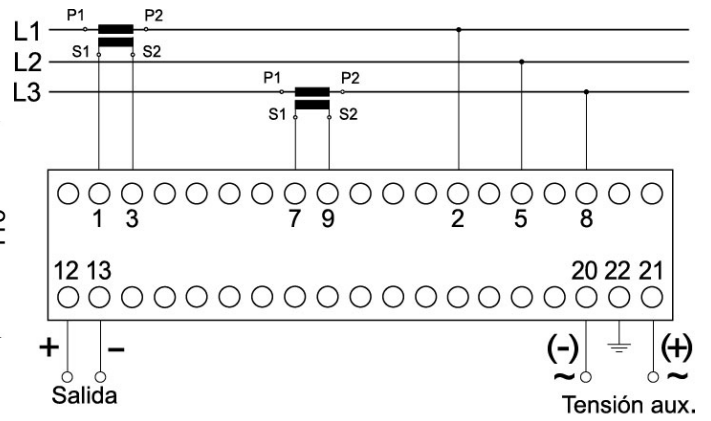 P1 P2
L1
S1 S2
L2
P1 P2
L3
S1 S2
1 3 7 9 2 5 8
12 13 20 22 21
+ – (-) (+)
~ ~
Salida
Tensión aux.